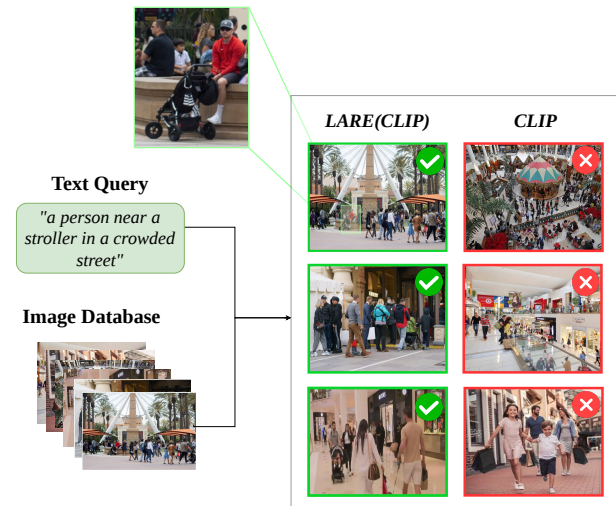 LARE(CLIP)
CLIP
Text Query
"a person near a
stroller in a crowded
street"
Image Database